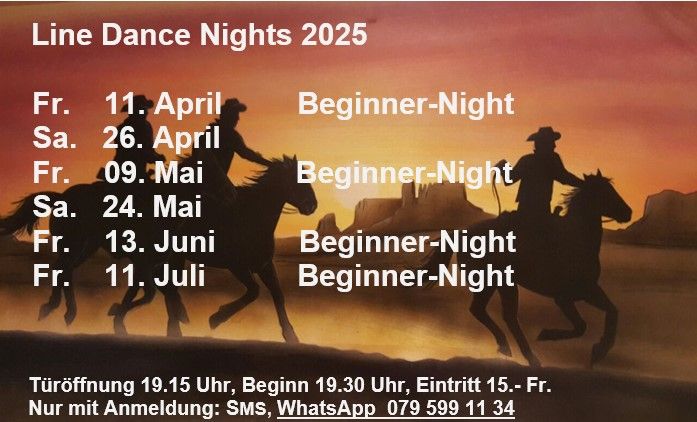 Line Dance Nights 2025
Fr. 11. April Beginner-Night
Sa. 26. April
Fr. 09. Mai Beginner-Night
Sa. 24. Mai
Fr. 13. Juni Beginner-Night
Fr. 11. Juli Beginner-Night
Türöffnung 19.15 Uhr, Beginn 19.30 Uhr, Eintritt 15.- Fr.
Nur mit Anmeldung: SMS, WhatsApp 079 599 11 34